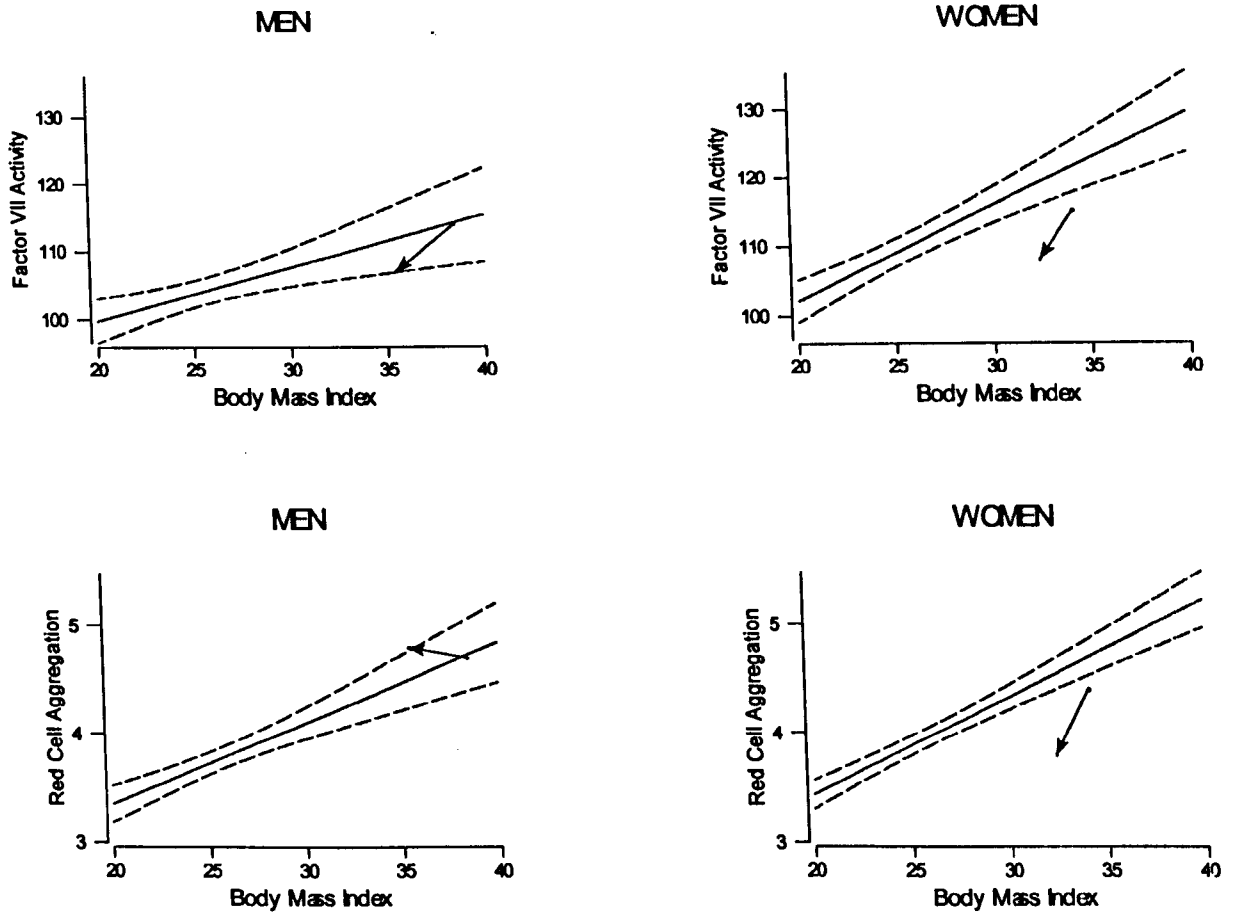 MEN
Factor VII Activity
130
120
110
100
20 25 30 35 40
Body Mass Index
WOMEN
Factor VII Activity
130
120
110
100
20 25 30 35 40
Body Mass Index
MEN
Red Cell Aggregation
5
4
3
20 25 30 35 40
Body Mass Index
WOMEN
Red Cell Aggregation
5
4
3
20 25 30 35 40
Body Mass Index